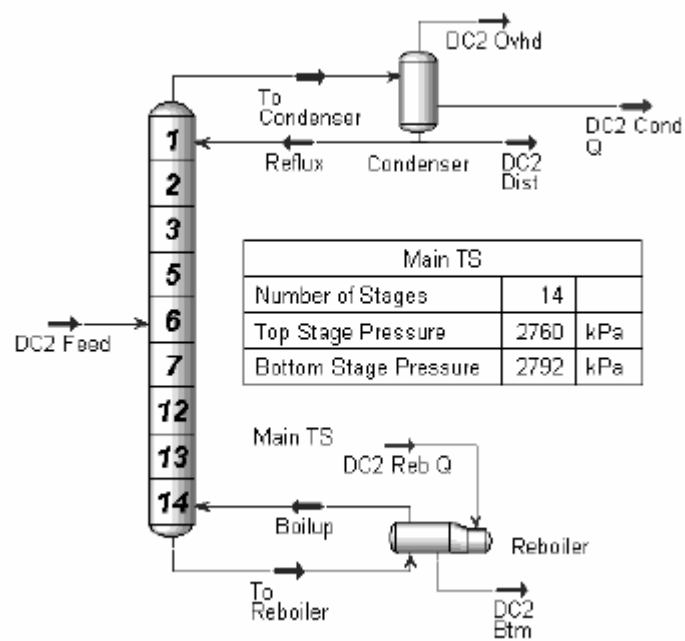 DC2 Ovhd
To
Condenser
DC2 Cond
Q
Reflux
Condenser
DC2
Dist
1
2
3
5
6
7
12
13
14
DC2 Feed
Main TS
Number of Stages 14
Top Stage Pressure 2760 kPa
Bottom Stage Pressure 2792 kPa
Main TS
DC2 Reb Q
Boilup
Reboiler
To
Reboiler
DC2
Btm